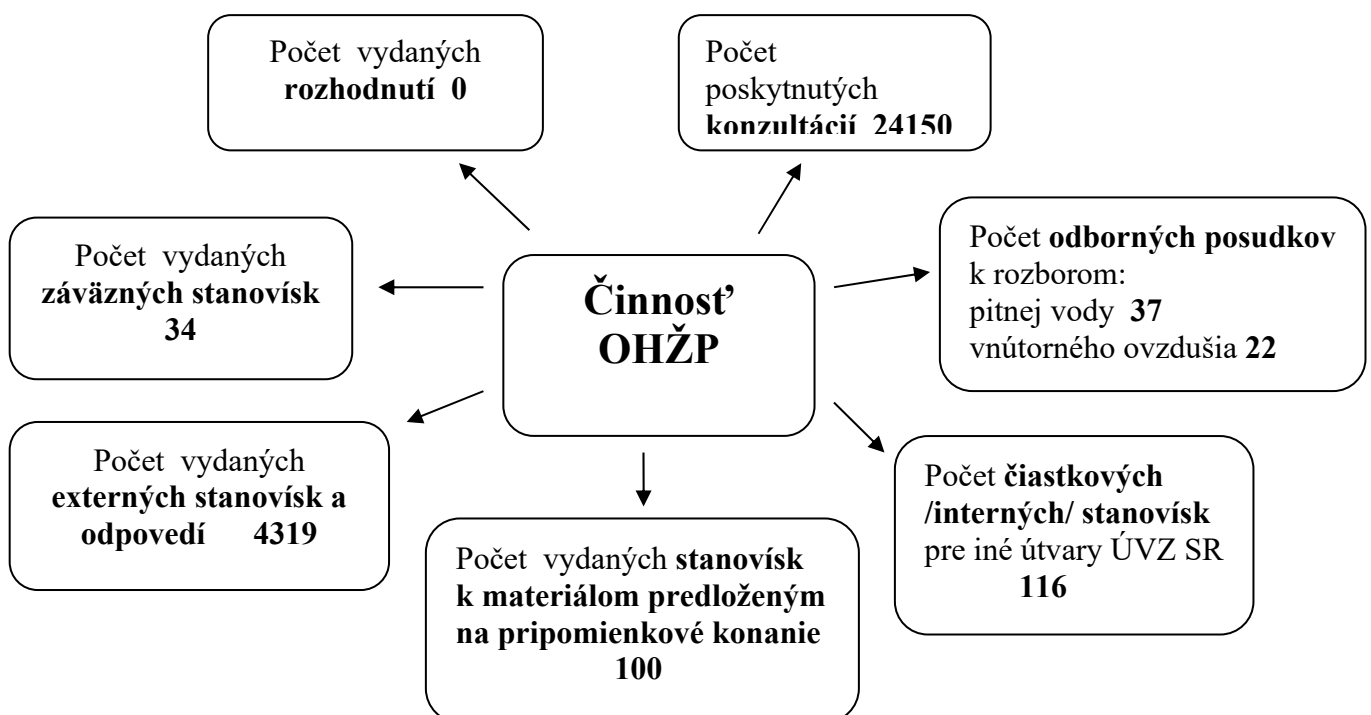 Počet vydaných
rozhodnutí 0
Počet
poskytnutých
konzultácií 24150
Počet vydaných
záväzných stanovísk
34
Činnosť
OHŽP
Počet odborných posudkov
k rozborom:
pitnej vody 37
vnútorného ovzdušia 22
Počet vydaných
externých stanovísk a
odpovedí 4319
Počet vydaných stanovísk
k materiálom predloženým
na pripomienkové konanie
100
Počet čiastkových
/interných/ stanovísk
pre iné útvary ÚVZ SR
116